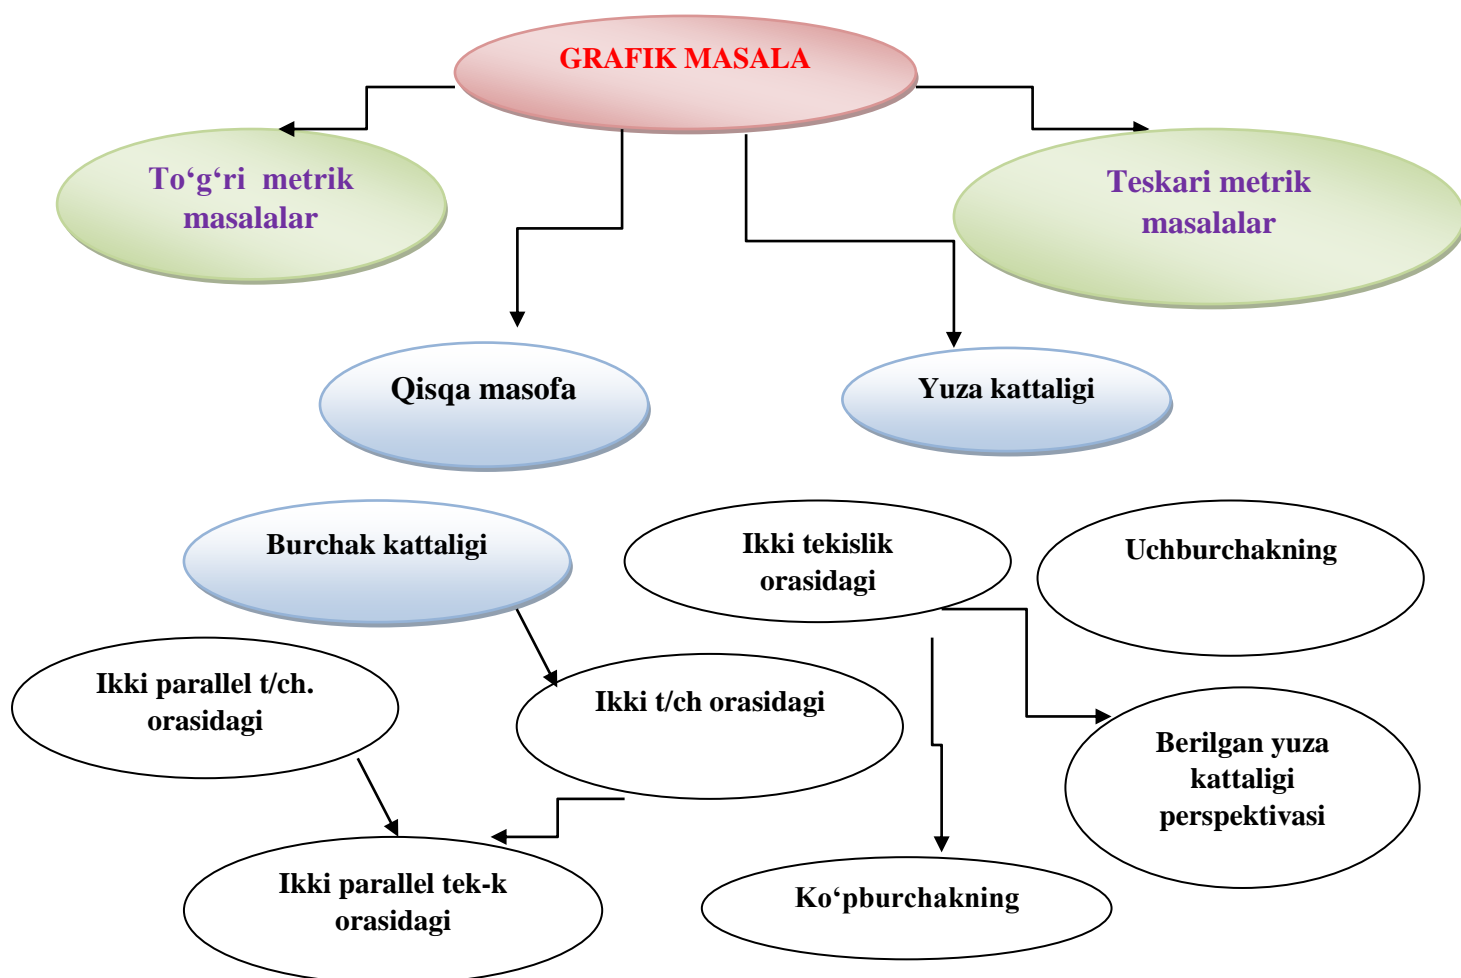 GRAFIK MASALA
To‘g‘ri metrik
masalalar
Teskari metrik
masalalar
Qisqa masofa
Yuza kattaligi
Burchak kattaligi
Ikki tekislik
orasidagi
Uchburchakning
Ikki parallel t/ch.
orasidagi
Ikki t/ch orasidagi
Berilgan yuza
kattaligi
perspektivasi
Ikki parallel tek-k
orasidagi
Ko‘pburchakning